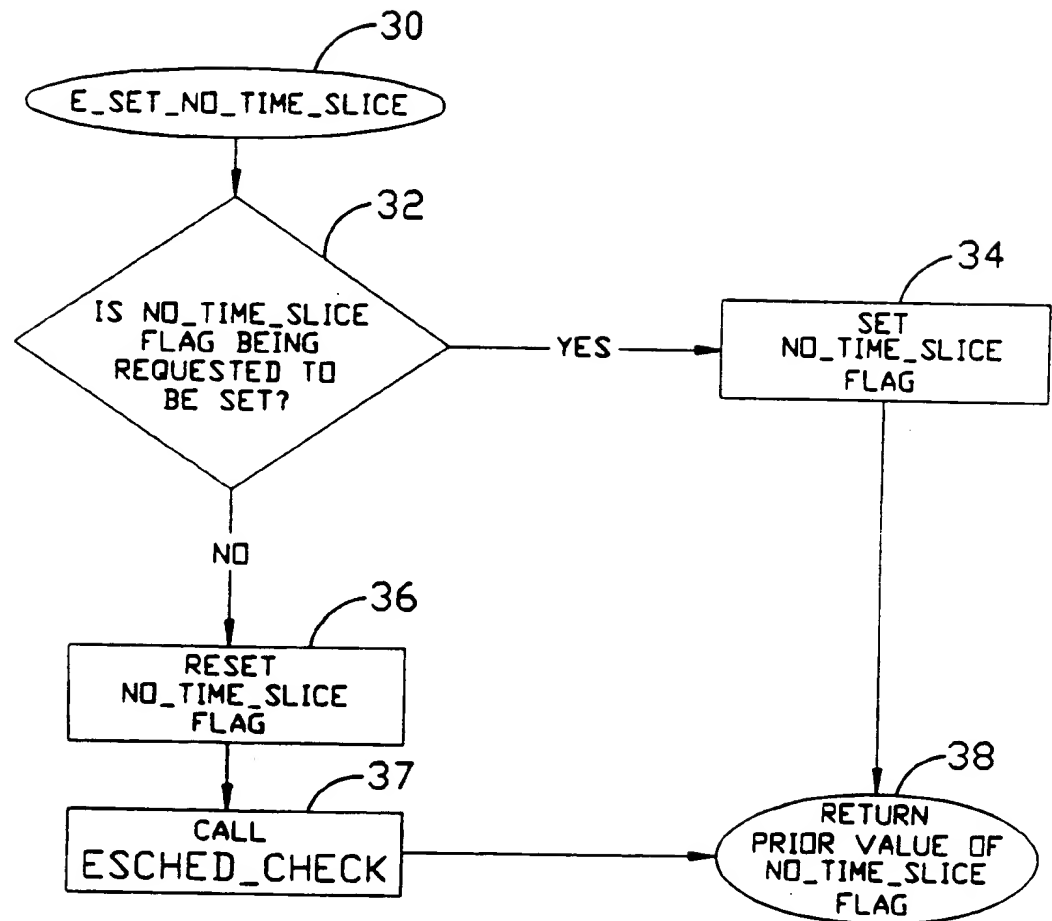 30
E_SET_NO_TIME_SLICE
32
IS NO_TIME_SLICE
FLAG BEING
REQUESTED TO
BE SET?
YES
34
SET
NO_TIME_SLICE
FLAG
NO
36
RESET
NO_TIME_SLICE
FLAG
37
CALL
ESCHED_CHECK
38
RETURN
PRIOR VALUE OF
NO_TIME_SLICE
FLAG